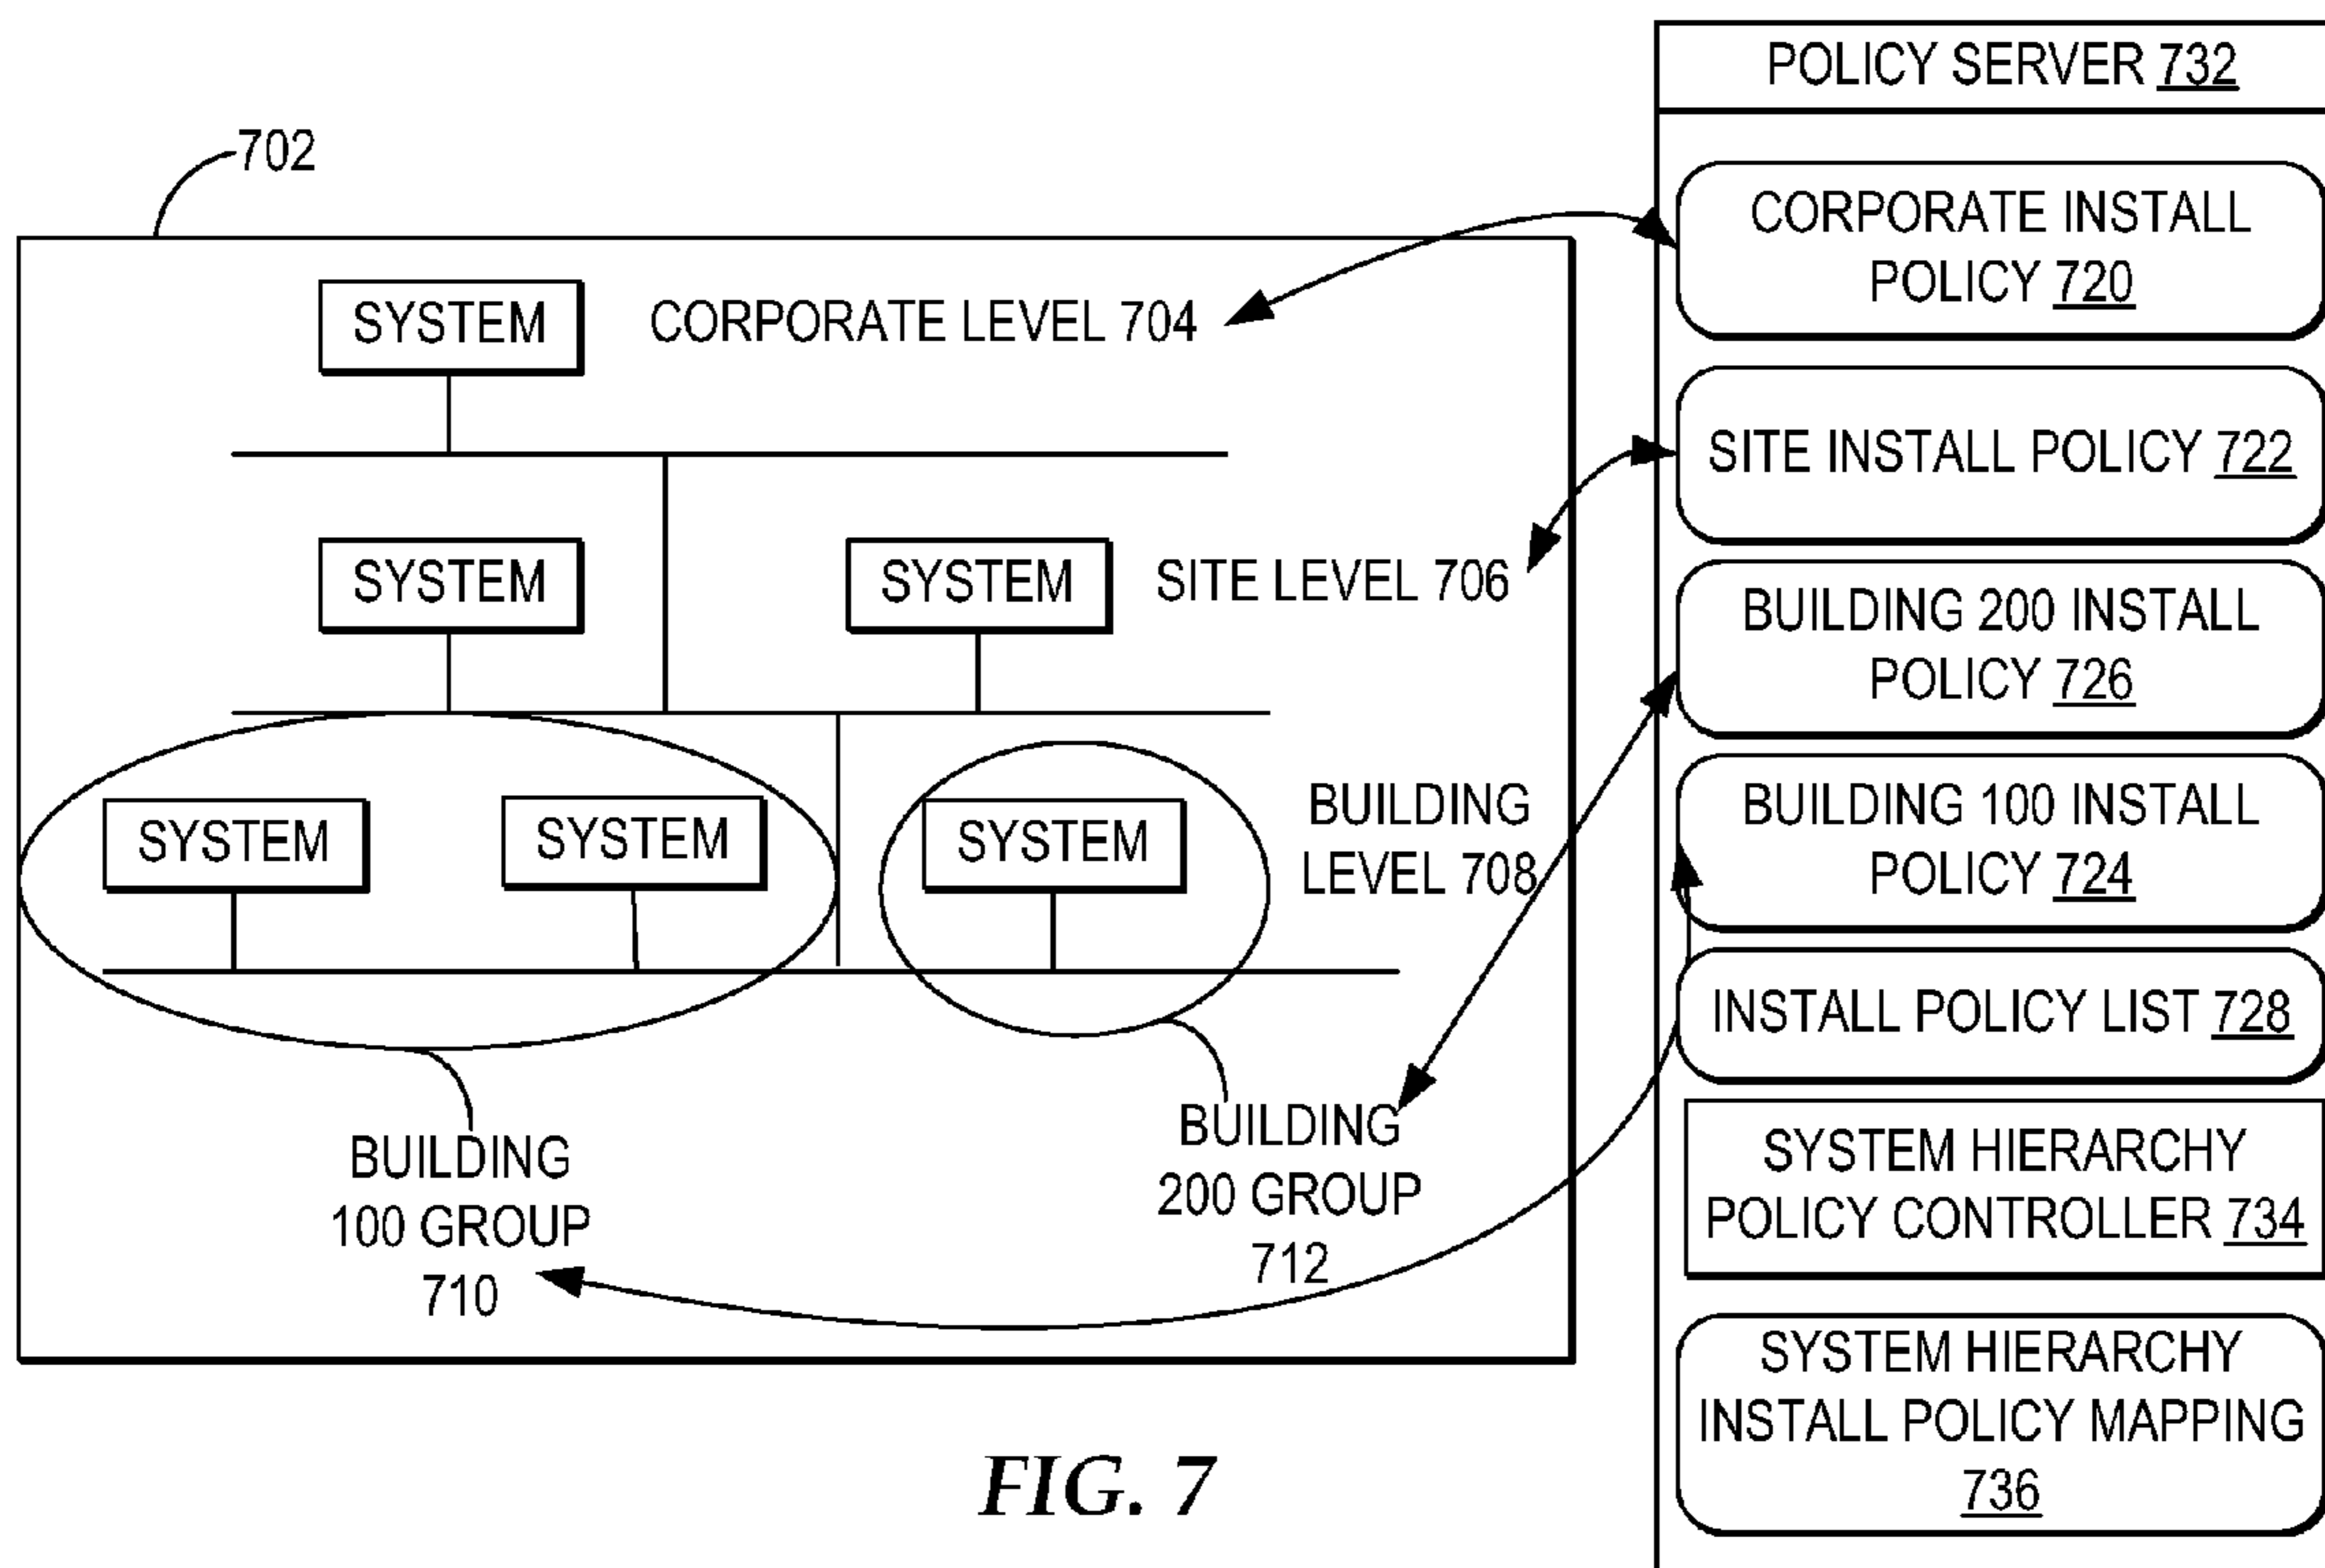 702
SYSTEM
CORPORATE LEVEL 704
SYSTEM
SYSTEM
SITE LEVEL 706
SYSTEM
SYSTEM
SYSTEM
BUILDING
LEVEL 708
BUILDING
100 GROUP
710
BUILDING
200 GROUP
712
POLICY SERVER 732
CORPORATE INSTALL
POLICY 720
SITE INSTALL POLICY 722
BUILDING 200 INSTALL
POLICY 726
BUILDING 100 INSTALL
POLICY 724
INSTALL POLICY LIST 728
SYSTEM HIERARCHY
POLICY CONTROLLER 734
SYSTEM HIERARCHY
INSTALL POLICY MAPPING
736
FIG. 7